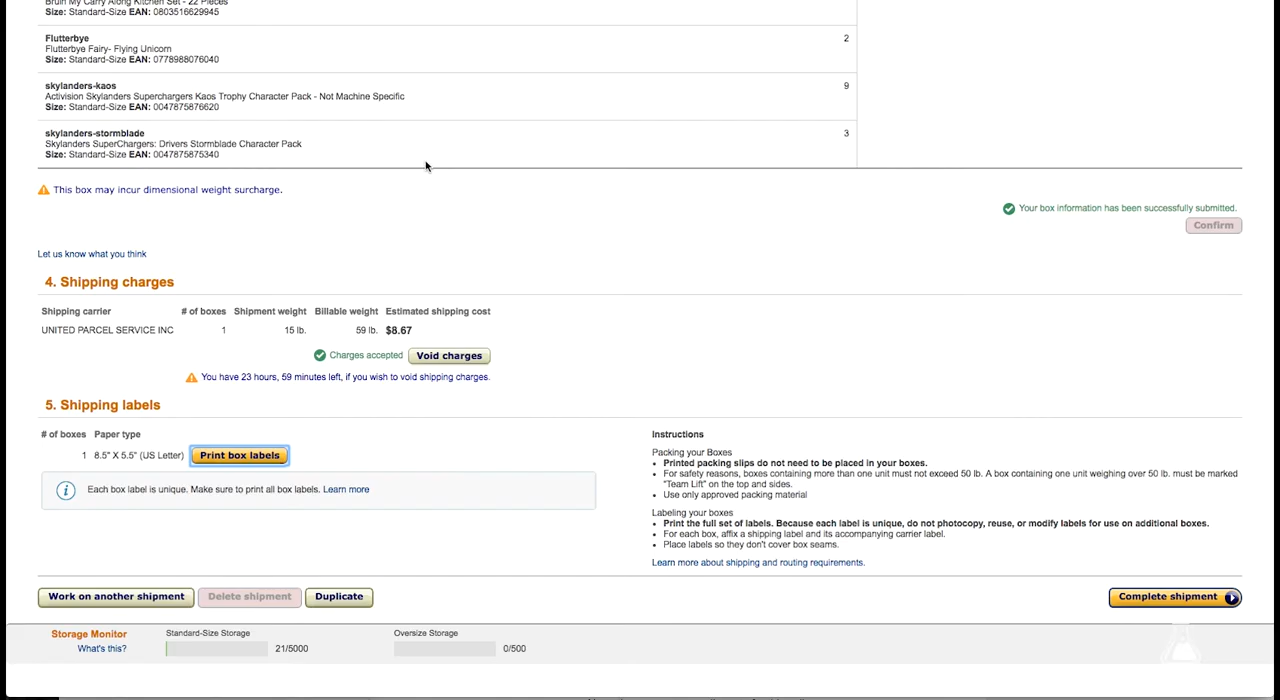 Bruin My Carry Along Kitchen Set - 22 Pieces
Size: Standard-Size EAN: 0803516629945
Flutterbye 2
Flutterbye Fairy- Flying Unicorn
Size: Standard-Size EAN: 0778988076040
skylanders-kaos 9
Activision Skylanders Superchargers Kaos Trophy Character Pack - Not Machine Specific
Size: Standard-Size EAN: 0047875876620
skylanders-stormblade 3
Skylanders SuperChargers: Drivers Stormblade Character Pack
Size: Standard-Size EAN: 0047875875340
This box may incur dimensional weight surcharge.
Your box information has been successfully submitted.
Confirm
Let us know what you think
4. Shipping charges
Shipping carrier # of boxes Shipment weight Billable weight Estimated shipping cost
UNITED PARCEL SERVICE INC 1 15 lb. 59 lb. $8.67
Charges accepted Void charges
You have 23 hours, 59 minutes left, if you wish to void shipping charges.
5. Shipping labels
# of boxes Paper type
1 8.5" X 5.5" (US Letter) Print box labels
Each box label is unique. Make sure to print all box labels. Learn more
Instructions
Packing your Boxes
• Printed packing slips do not need to be placed in your boxes.
• For safety reasons, boxes containing more than one unit must not exceed 50 lb. A box containing one unit weighing over 50 lb. must be marked
"Team Lift" on the top and sides.
• Use only approved packing material
Labeling your boxes
• Print the full set of labels. Because each label is unique, do not photocopy, reuse, or modify labels for use on additional boxes.
• For each box, affix a shipping label and its accompanying carrier label.
• Place labels so they don't cover box seams.
Learn more about shipping and routing requirements.
Work on another shipment Delete shipment Duplicate Complete shipment
Storage Monitor Standard-Size Storage Oversize Storage
What's this? 21/5000 0/500